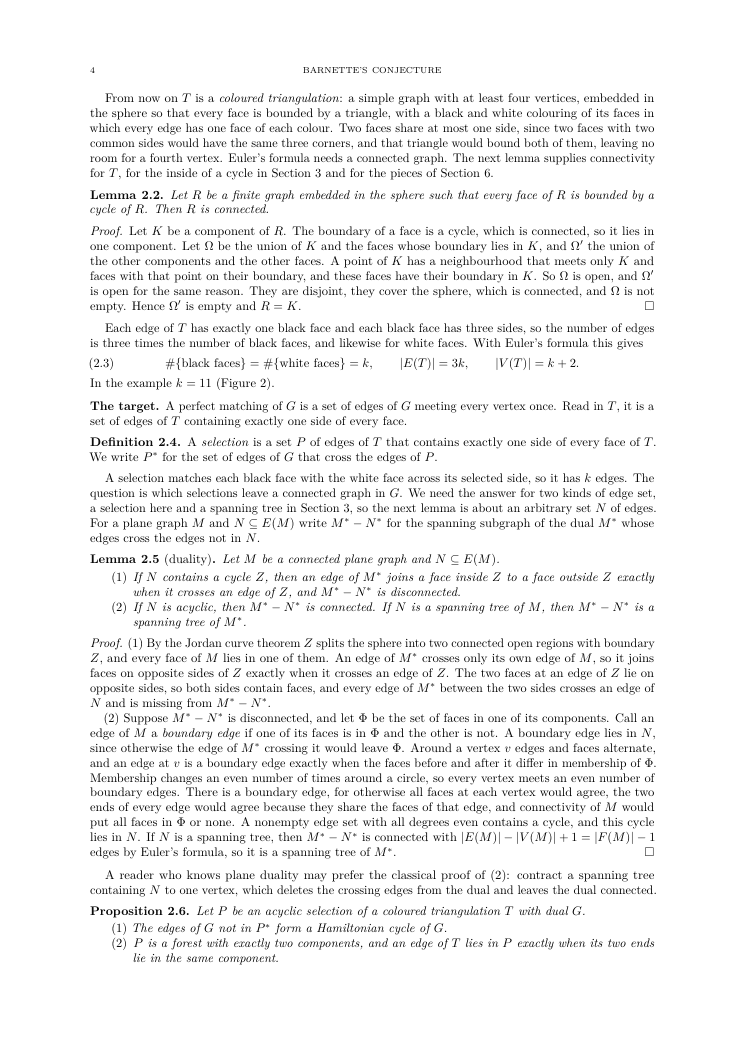 4 BARNETTE'S CONJECTURE
From now on T is a coloured triangulation: a simple graph with at least four vertices, embedded in
the sphere so that every face is bounded by a triangle, with a black and white colouring of its faces in
which every edge has one face of each colour. Two faces share at most one side, since two faces with two
common sides would have the same three corners, and that triangle would bound both of them, leaving no
room for a fourth vertex. Euler's formula needs a connected graph. The next lemma supplies connectivity
for T, for the inside of a cycle in Section 3 and for the pieces of Section 6.
Lemma 2.2. Let R be a finite graph embedded in the sphere such that every face of R is bounded by a
cycle of R. Then R is connected.
Proof. Let K be a component of R. The boundary of a face is a cycle, which is connected, so it lies in
one component. Let Ω be the union of K and the faces whose boundary lies in K, and Ω′ the union of
the other components and the other faces. A point of K has a neighbourhood that meets only K and
faces with that point on their boundary, and these faces have their boundary in K. So Ω is open, and Ω′
is open for the same reason. They are disjoint, they cover the sphere, which is connected, and Ω is not
empty. Hence Ω′ is empty and R = K. □
Each edge of T has exactly one black face and each black face has three sides, so the number of edges
is three times the number of black faces, and likewise for white faces. With Euler's formula this gives
(2.3) #{black faces} = #{white faces} = k, |E(T)| = 3k, |V(T)| = k + 2.
In the example k = 11 (Figure 2).
The target. A perfect matching of G is a set of edges of G meeting every vertex once. Read in T, it is a
set of edges of T containing exactly one side of every face.
Definition 2.4. A selection is a set P of edges of T that contains exactly one side of every face of T.
We write P* for the set of edges of G that cross the edges of P.
A selection matches each black face with the white face across its selected side, so it has k edges. The
question is which selections leave a connected graph in G. We need the answer for two kinds of edge set,
a selection here and a spanning tree in Section 3, so the next lemma is about an arbitrary set N of edges.
For a plane graph M and N ⊆ E(M) write M* − N* for the spanning subgraph of the dual M* whose
edges cross the edges not in N.
Lemma 2.5 (duality). Let M be a connected plane graph and N ⊆ E(M).
(1) If N contains a cycle Z, then an edge of M* joins a face inside Z to a face outside Z exactly
when it crosses an edge of Z, and M* − N* is disconnected.
(2) If N is acyclic, then M* − N* is connected. If N is a spanning tree of M, then M* − N* is a
spanning tree of M*.
Proof. (1) By the Jordan curve theorem Z splits the sphere into two connected open regions with boundary
Z, and every face of M lies in one of them. An edge of M* crosses only its own edge of M, so it joins
faces on opposite sides of Z exactly when it crosses an edge of Z. The two faces at an edge of Z lie on
opposite sides, so both sides contain faces, and every edge of M* between the two sides crosses an edge of
N and is missing from M* − N*.
(2) Suppose M* − N* is disconnected, and let Φ be the set of faces in one of its components. Call an
edge of M a boundary edge if one of its faces is in Φ and the other is not. A boundary edge lies in N,
since otherwise the edge of M* crossing it would leave Φ. Around a vertex v edges and faces alternate,
and an edge at v is a boundary edge exactly when the faces before and after it differ in membership of Φ.
Membership changes an even number of times around a circle, so every vertex meets an even number of
boundary edges. There is a boundary edge, for otherwise all faces at each vertex would agree, the two
ends of every edge would agree because they share the faces of that edge, and connectivity of M would
put all faces in Φ or none. A nonempty edge set with all degrees even contains a cycle, and this cycle
lies in N. If N is a spanning tree, then M* − N* is connected with |E(M)| − |V(M)| + 1 = |F(M)| − 1
edges by Euler's formula, so it is a spanning tree of M*. □
A reader who knows plane duality may prefer the classical proof of (2): contract a spanning tree
containing N to one vertex, which deletes the crossing edges from the dual and leaves the dual connected.
Proposition 2.6. Let P be an acyclic selection of a coloured triangulation T with dual G.
(1) The edges of G not in P* form a Hamiltonian cycle of G.
(2) P is a forest with exactly two components, and an edge of T lies in P exactly when its two ends
lie in the same component.